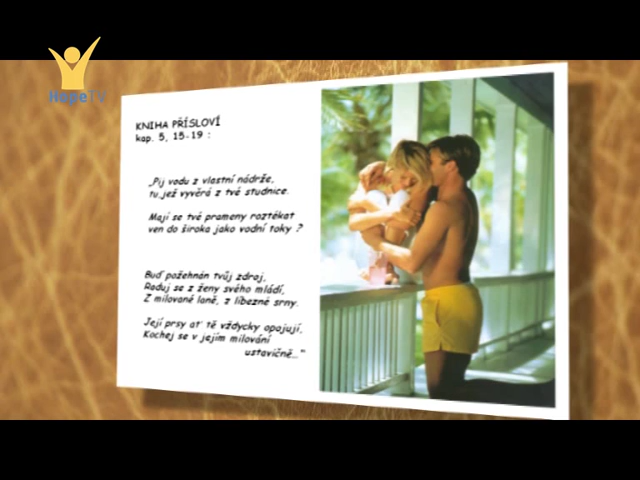 HopeTV
KNIHA PŘÍSLOVÍ
kap. 5, 15-19 :
„Pij vodu z vlastní nádrže,
tu,jež vyvěrá z tvé studnice.
Mají se tvé prameny roztékat
ven do široka jako vodní toky ?
Buď požehnán tvůj zdroj,
Raduj se z ženy svého mládí,
Z milované laně, z líbezné srny.
Její prsy ať tě vždycky opojují,
Kochej se v jejím milování
ustavičně..."